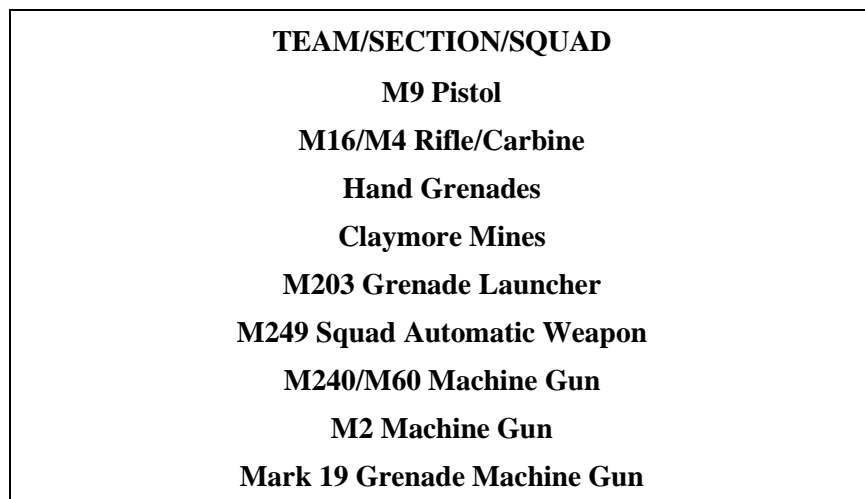 TEAM/SECTION/SQUAD
M9 Pistol
M16/M4 Rifle/Carbine
Hand Grenades
Claymore Mines
M203 Grenade Launcher
M249 Squad Automatic Weapon
M240/M60 Machine Gun
M2 Machine Gun
Mark 19 Grenade Machine Gun